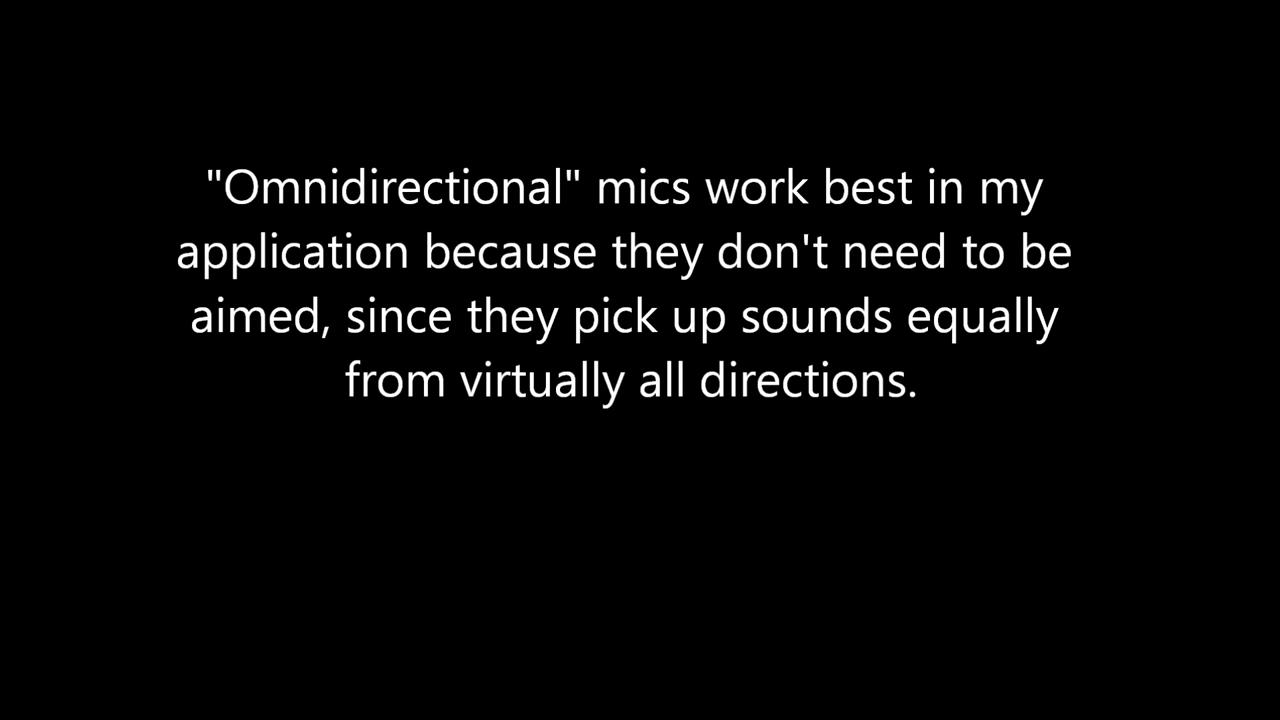 "Omnidirectional" mics work best in my
application because they don't need to be
aimed, since they pick up sounds equally
from virtually all directions.